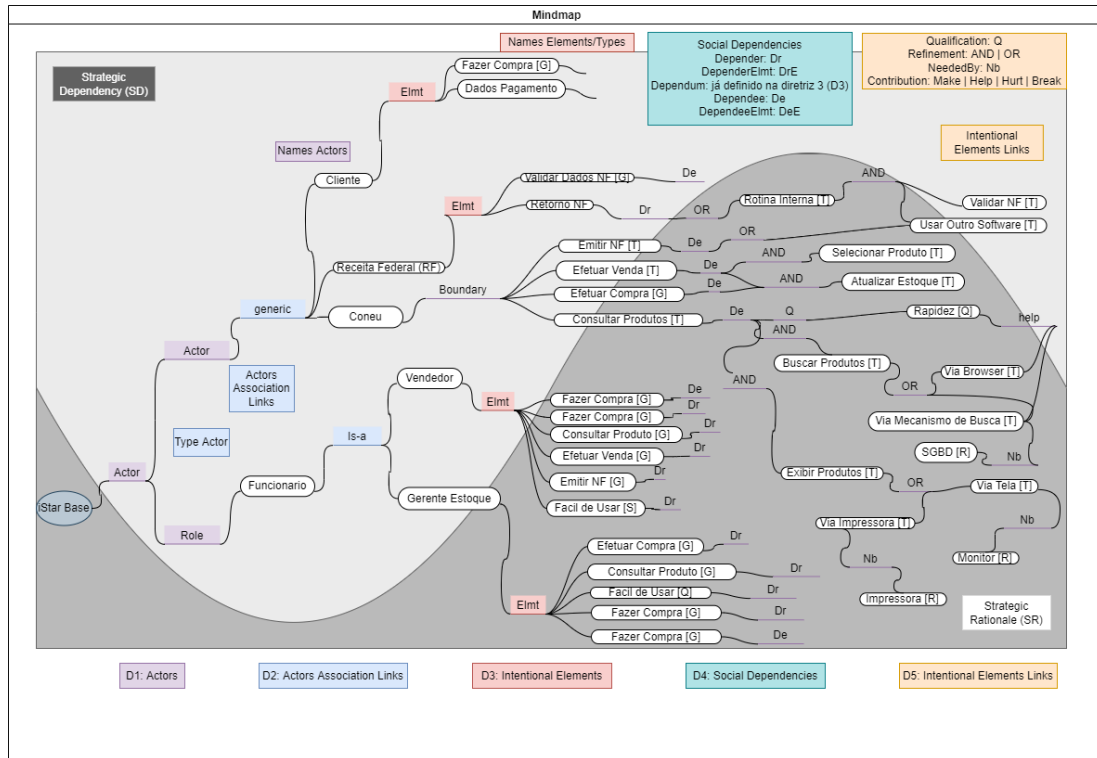 Mindmap
Names Elements/Types
Social Dependencies
Depender: Dr
DependerElmt: DrE
Dependum: já definido na diretriz 3 (D3)
Dependee: De
DependeeElmt: DeE
Qualification: Q
Refinement: AND | OR
NeededBy: Nb
Contribution: Make | Help | Hurt | Break
Strategic
Dependency (SD)
Fazer Compra [G]
Elmt
Dados Pagamento
Intentional
Elements Links
Names Actors
Cliente
Validar Dados NF [G]
De
AND
Elmt
Retorno NF
Dr
OR
Rotina Interna [T]
Validar NF [T]
Usar Outro Software [T]
Receita Federal (RF)
Emitir NF [T]
De
OR
Efetuar Venda [T]
De
AND
Selecionar Produto [T]
Boundary
Efetuar Compra [G]
De
AND
Atualizar Estoque [T]
generic
Coneu
Consultar Produtos [T]
De
Q
Rapidez [Q]
help
AND
Actor
Buscar Produtos [T]
Via Browser [T]
Actors
Association
Links
Vendedor
AND
OR
Elmt
Fazer Compra [G]
De
Fazer Compra [G]
Dr
Via Mecanismo de Busca [T]
Type Actor
Is-a
Consultar Produto [G]
Dr
Efetuar Venda [G]
Dr
SGBD [R]
Nb
Actor
Emitir NF [G]
Dr
Exibir Produtos [T]
OR
Via Tela [T]
Funcionario
Gerente Estoque
iStar Base
Facil de Usar [S]
Dr
Via Impressora [T]
Nb
Role
Efetuar Compra [G]
Dr
Nb
Monitor [R]
Consultar Produto [G]
Dr
Facil de Usar [Q]
Dr
Impressora [R]
Elmt
Fazer Compra [G]
Dr
Strategic
Rationale (SR)
Fazer Compra [G]
De
D1: Actors
D2: Actors Association Links
D3: Intentional Elements
D4: Social Dependencies
D5: Intentional Elements Links